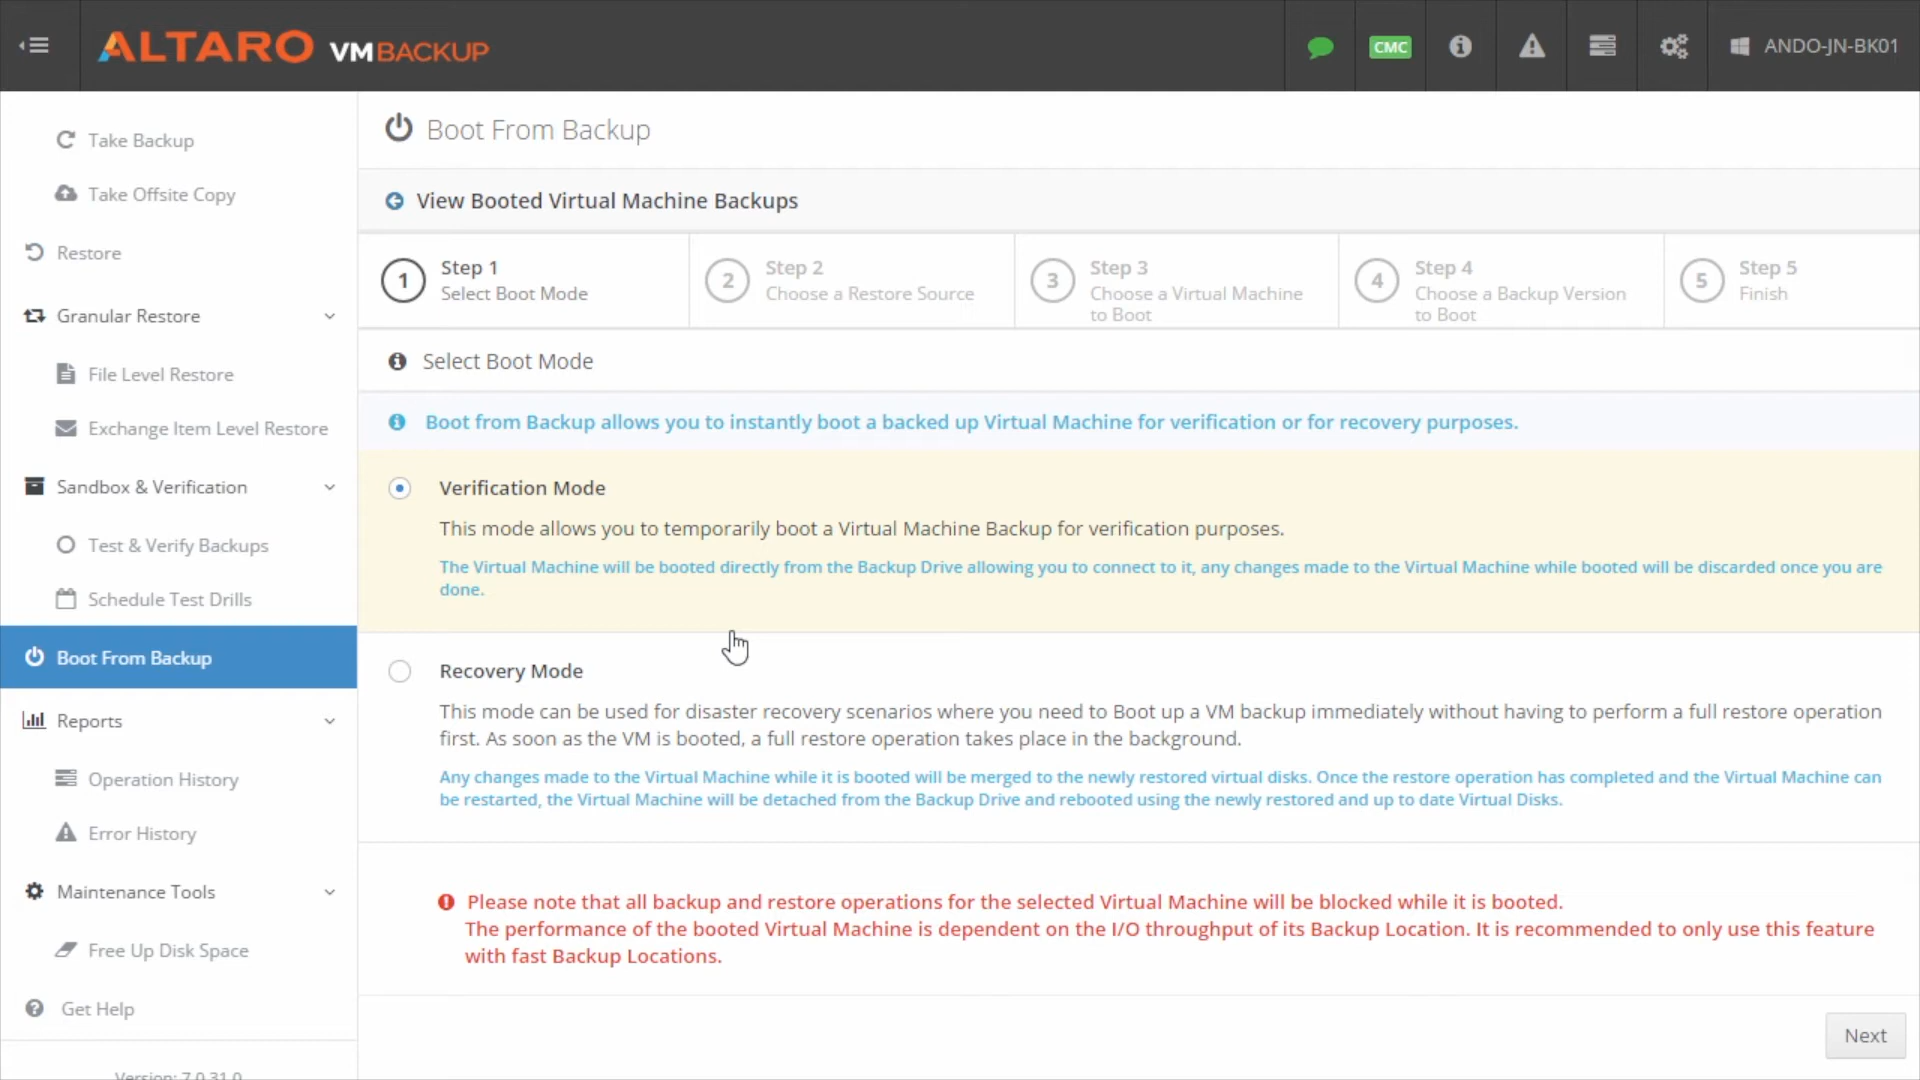 ALTARO VMBACKUP
CMC
ANDO-JN-BK01
Take Backup
Take Offsite Copy
Restore
Granular Restore
File Level Restore
Exchange Item Level Restore
Sandbox & Verification
Test & Verify Backups
Schedule Test Drills
Boot From Backup
Reports
Operation History
Error History
Maintenance Tools
Free Up Disk Space
Get Help
Version: 7.0.31.0
Boot From Backup
View Booted Virtual Machine Backups
1
Step 1
Select Boot Mode
2
Step 2
Choose a Restore Source
3
Step 3
Choose a Virtual Machine
to Boot
4
Step 4
Choose a Backup Version
to Boot
5
Step 5
Finish
Select Boot Mode
Boot from Backup allows you to instantly boot a backed up Virtual Machine for verification or for recovery purposes.
Verification Mode
This mode allows you to temporarily boot a Virtual Machine Backup for verification purposes.
The Virtual Machine will be booted directly from the Backup Drive allowing you to connect to it, any changes made to the Virtual Machine while booted will be discarded once you are
done.
Recovery Mode
This mode can be used for disaster recovery scenarios where you need to Boot up a VM backup immediately without having to perform a full restore operation
first. As soon as the VM is booted, a full restore operation takes place in the background.
Any changes made to the Virtual Machine while it is booted will be merged to the newly restored virtual disks. Once the restore operation has completed and the Virtual Machine can
be restarted, the Virtual Machine will be detached from the Backup Drive and rebooted using the newly restored and up to date Virtual Disks.
Please note that all backup and restore operations for the selected Virtual Machine will be blocked while it is booted.
The performance of the booted Virtual Machine is dependent on the I/O throughput of its Backup Location. It is recommended to only use this feature
with fast Backup Locations.
Next